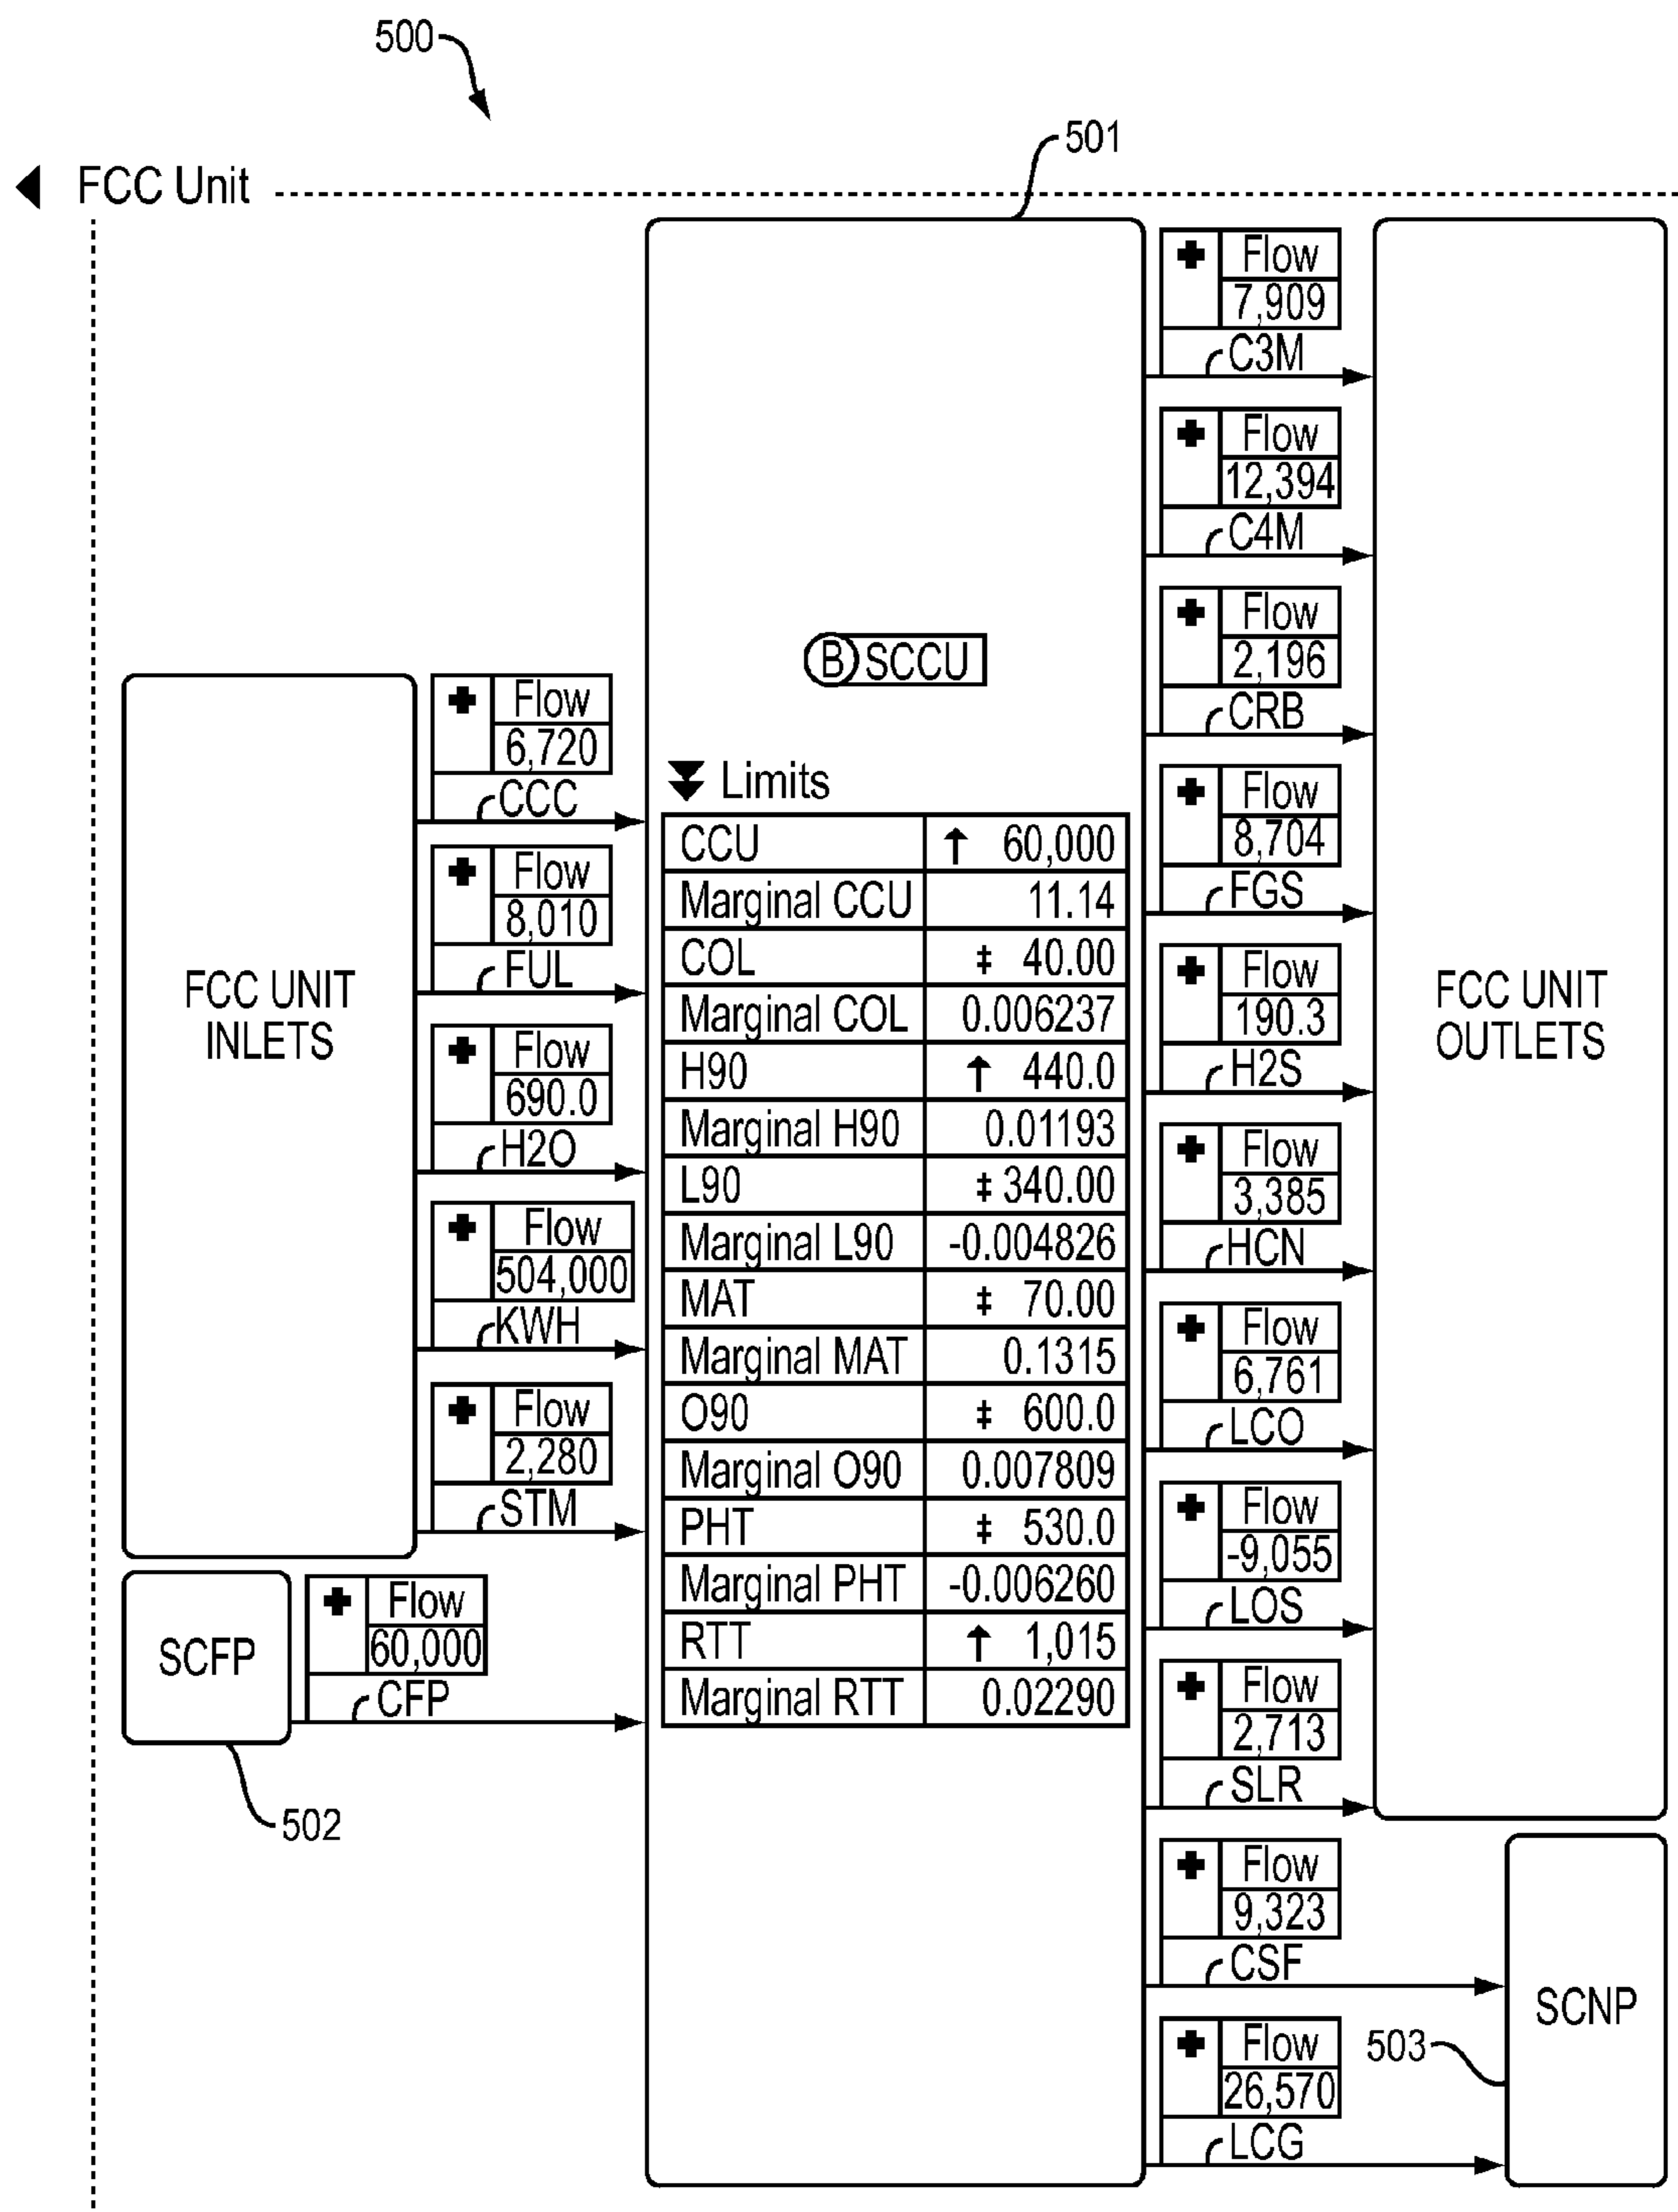 500
501
FCC Unit
FCC UNIT
INLETS
Flow
6,720
CCC
Flow
8,010
FUL
Flow
690.0
H2O
Flow
504,000
KWH
Flow
2,280
STM
SCFP
502
Flow
60,000
CFP
B SCCU
Limits
CCU ↑ 60,000
Marginal CCU 11.14
COL ‡ 40.00
Marginal COL 0.006237
H90 ↑ 440.0
Marginal H90 0.01193
L90 ‡ 340.00
Marginal L90 -0.004826
MAT ‡ 70.00
Marginal MAT 0.1315
O90 ‡ 600.0
Marginal O90 0.007809
PHT ‡ 530.0
Marginal PHT -0.006260
RTT ↑ 1,015
Marginal RTT 0.02290
Flow
7,909
C3M
Flow
12,394
C4M
Flow
2,196
CRB
Flow
8,704
FGS
Flow
190.3
H2S
Flow
3,385
HCN
Flow
6,761
LCO
Flow
-9,055
LOS
Flow
2,713
SLR
Flow
9,323
CSF
Flow
26,570
LCG
FCC UNIT
OUTLETS
SCNP
503